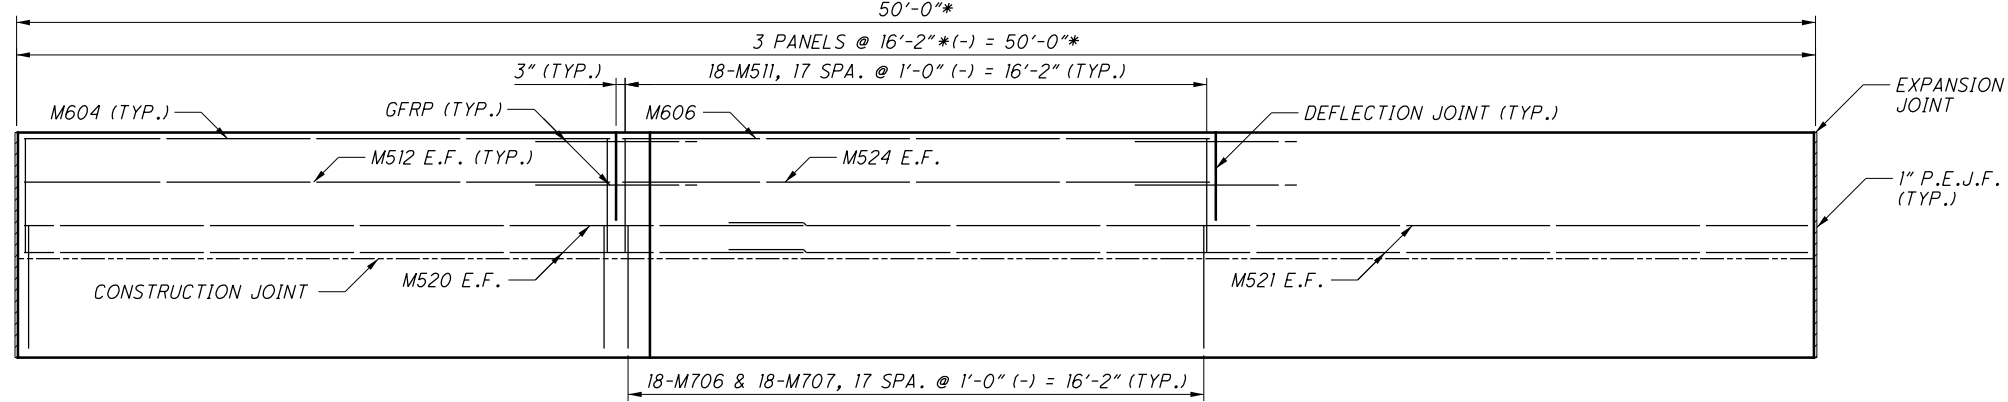 50'-0"*
3 PANELS @ 16'-2"*(-) = 50'-0"*
3" (TYP.)
18-M511, 17 SPA. @ 1'-0" (-) = 16'-2" (TYP.)
M604 (TYP.)
GFRP (TYP.)
M606
DEFLECTION JOINT (TYP.)
EXPANSION
JOINT
M512 E.F. (TYP.)
M524 E.F.
1" P.E.J.F.
(TYP.)
CONSTRUCTION JOINT
M520 E.F.
M521 E.F.
18-M706 & 18-M707, 17 SPA. @ 1'-0" (-) = 16'-2" (TYP.)